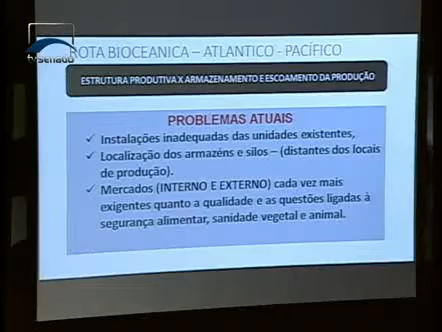 ROTA BIOCEANICA – ATLANTICO - PACÍFICO
tvsenado
ESTRUTURA PRODUTIVA X ARMAZENAMENTO E ESCOAMENTO DA PRODUÇÃO
PROBLEMAS ATUAIS
✓ Instalações inadequadas das unidades existentes,
✓ Localização dos armazéns e silos – (distantes dos locais
de produção).
✓ Mercados (INTERNO E EXTERNO) cada vez mais
exigentes quanto a qualidade e as questões ligadas à
segurança alimentar, sanidade vegetal e animal.